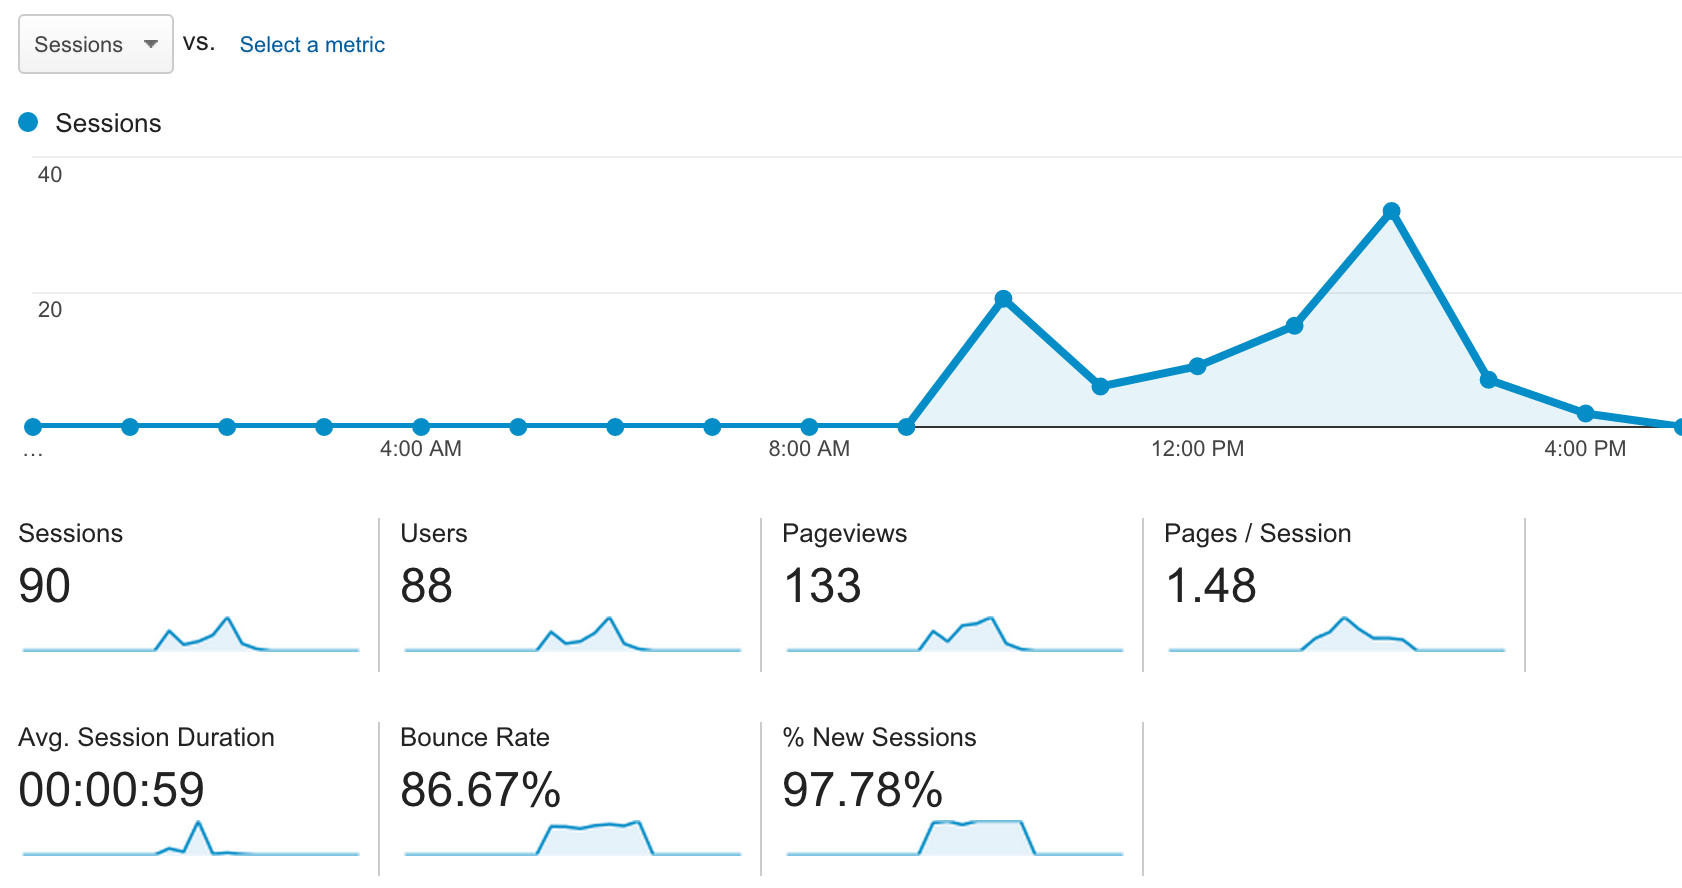 Sessions vs. Select a metric
Sessions
40
20
... 4:00 AM 8:00 AM 12:00 PM 4:00 PM
Sessions Users Pageviews Pages / Session
90 88 133 1.48
Avg. Session Duration Bounce Rate % New Sessions
00:00:59 86.67% 97.78%